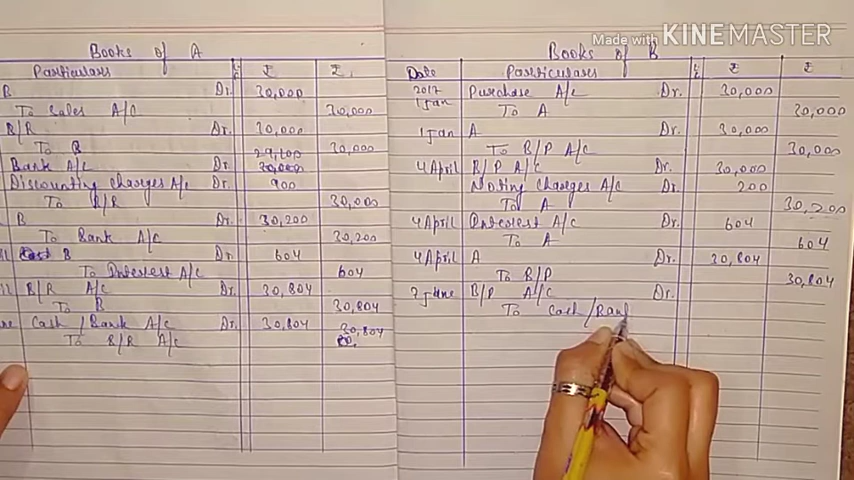 Made with KINEMASTER
Books of A
Particulars L.F ₹ ₹
B Dr. 30,000
To Sales A/C 30,000
B/R Dr. 30,000
To B 30,000
29,100
Bank A/C Dr.
Discounting Charges A/c Dr. 900
To B/R 30,000
B Dr. 30,200
To Bank A/C 30,200
B Dr. 604
To Interest A/C 604
B/R A/C Dr. 30,804
To B 30,804
Cash / Bank A/C Dr. 30,804
To B/R A/C 30,804
Books of B
Date Particulars L.F ₹ ₹
2017
1 Jan Purchase A/c Dr. 30,000
To A 30,000
1 Jan A Dr. 30,000
To B/P A/C 30,000
4 April B/P A/C Dr. 30,000
Noting Charges A/C Dr. 200
To A 30,200
4 April Interest A/C Dr. 604
To A 604
4 April A Dr. 30,804
To B/P 30,804
7 June B/P A/C Dr.
To Cash/Bank